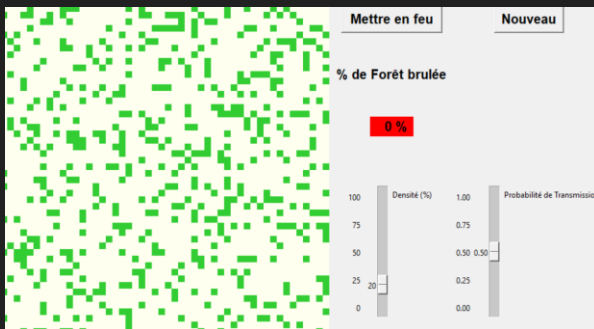 Mettre en feu Nouveau
% de Forêt brulée
0 %
100 Densité (%) 1.00 Probabilité de Transmissio
75 0.75
50 0.50 0.50
25 20 0.25
0 0.00